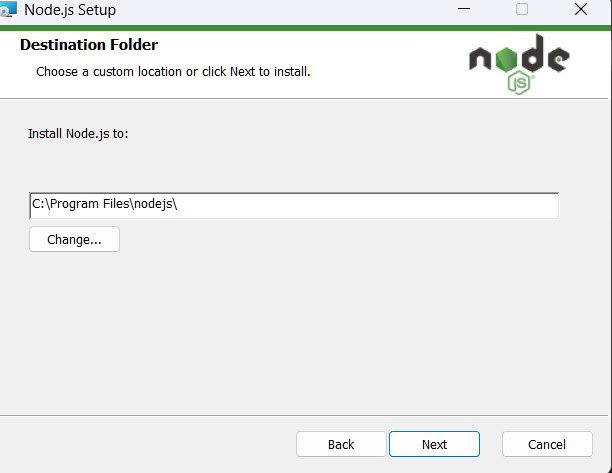 Node.js Setup
Destination Folder
Choose a custom location or click Next to install.
node
JS
Install Node.js to:
C:\Program Files\nodejs\
Change...
Back
Next
Cancel